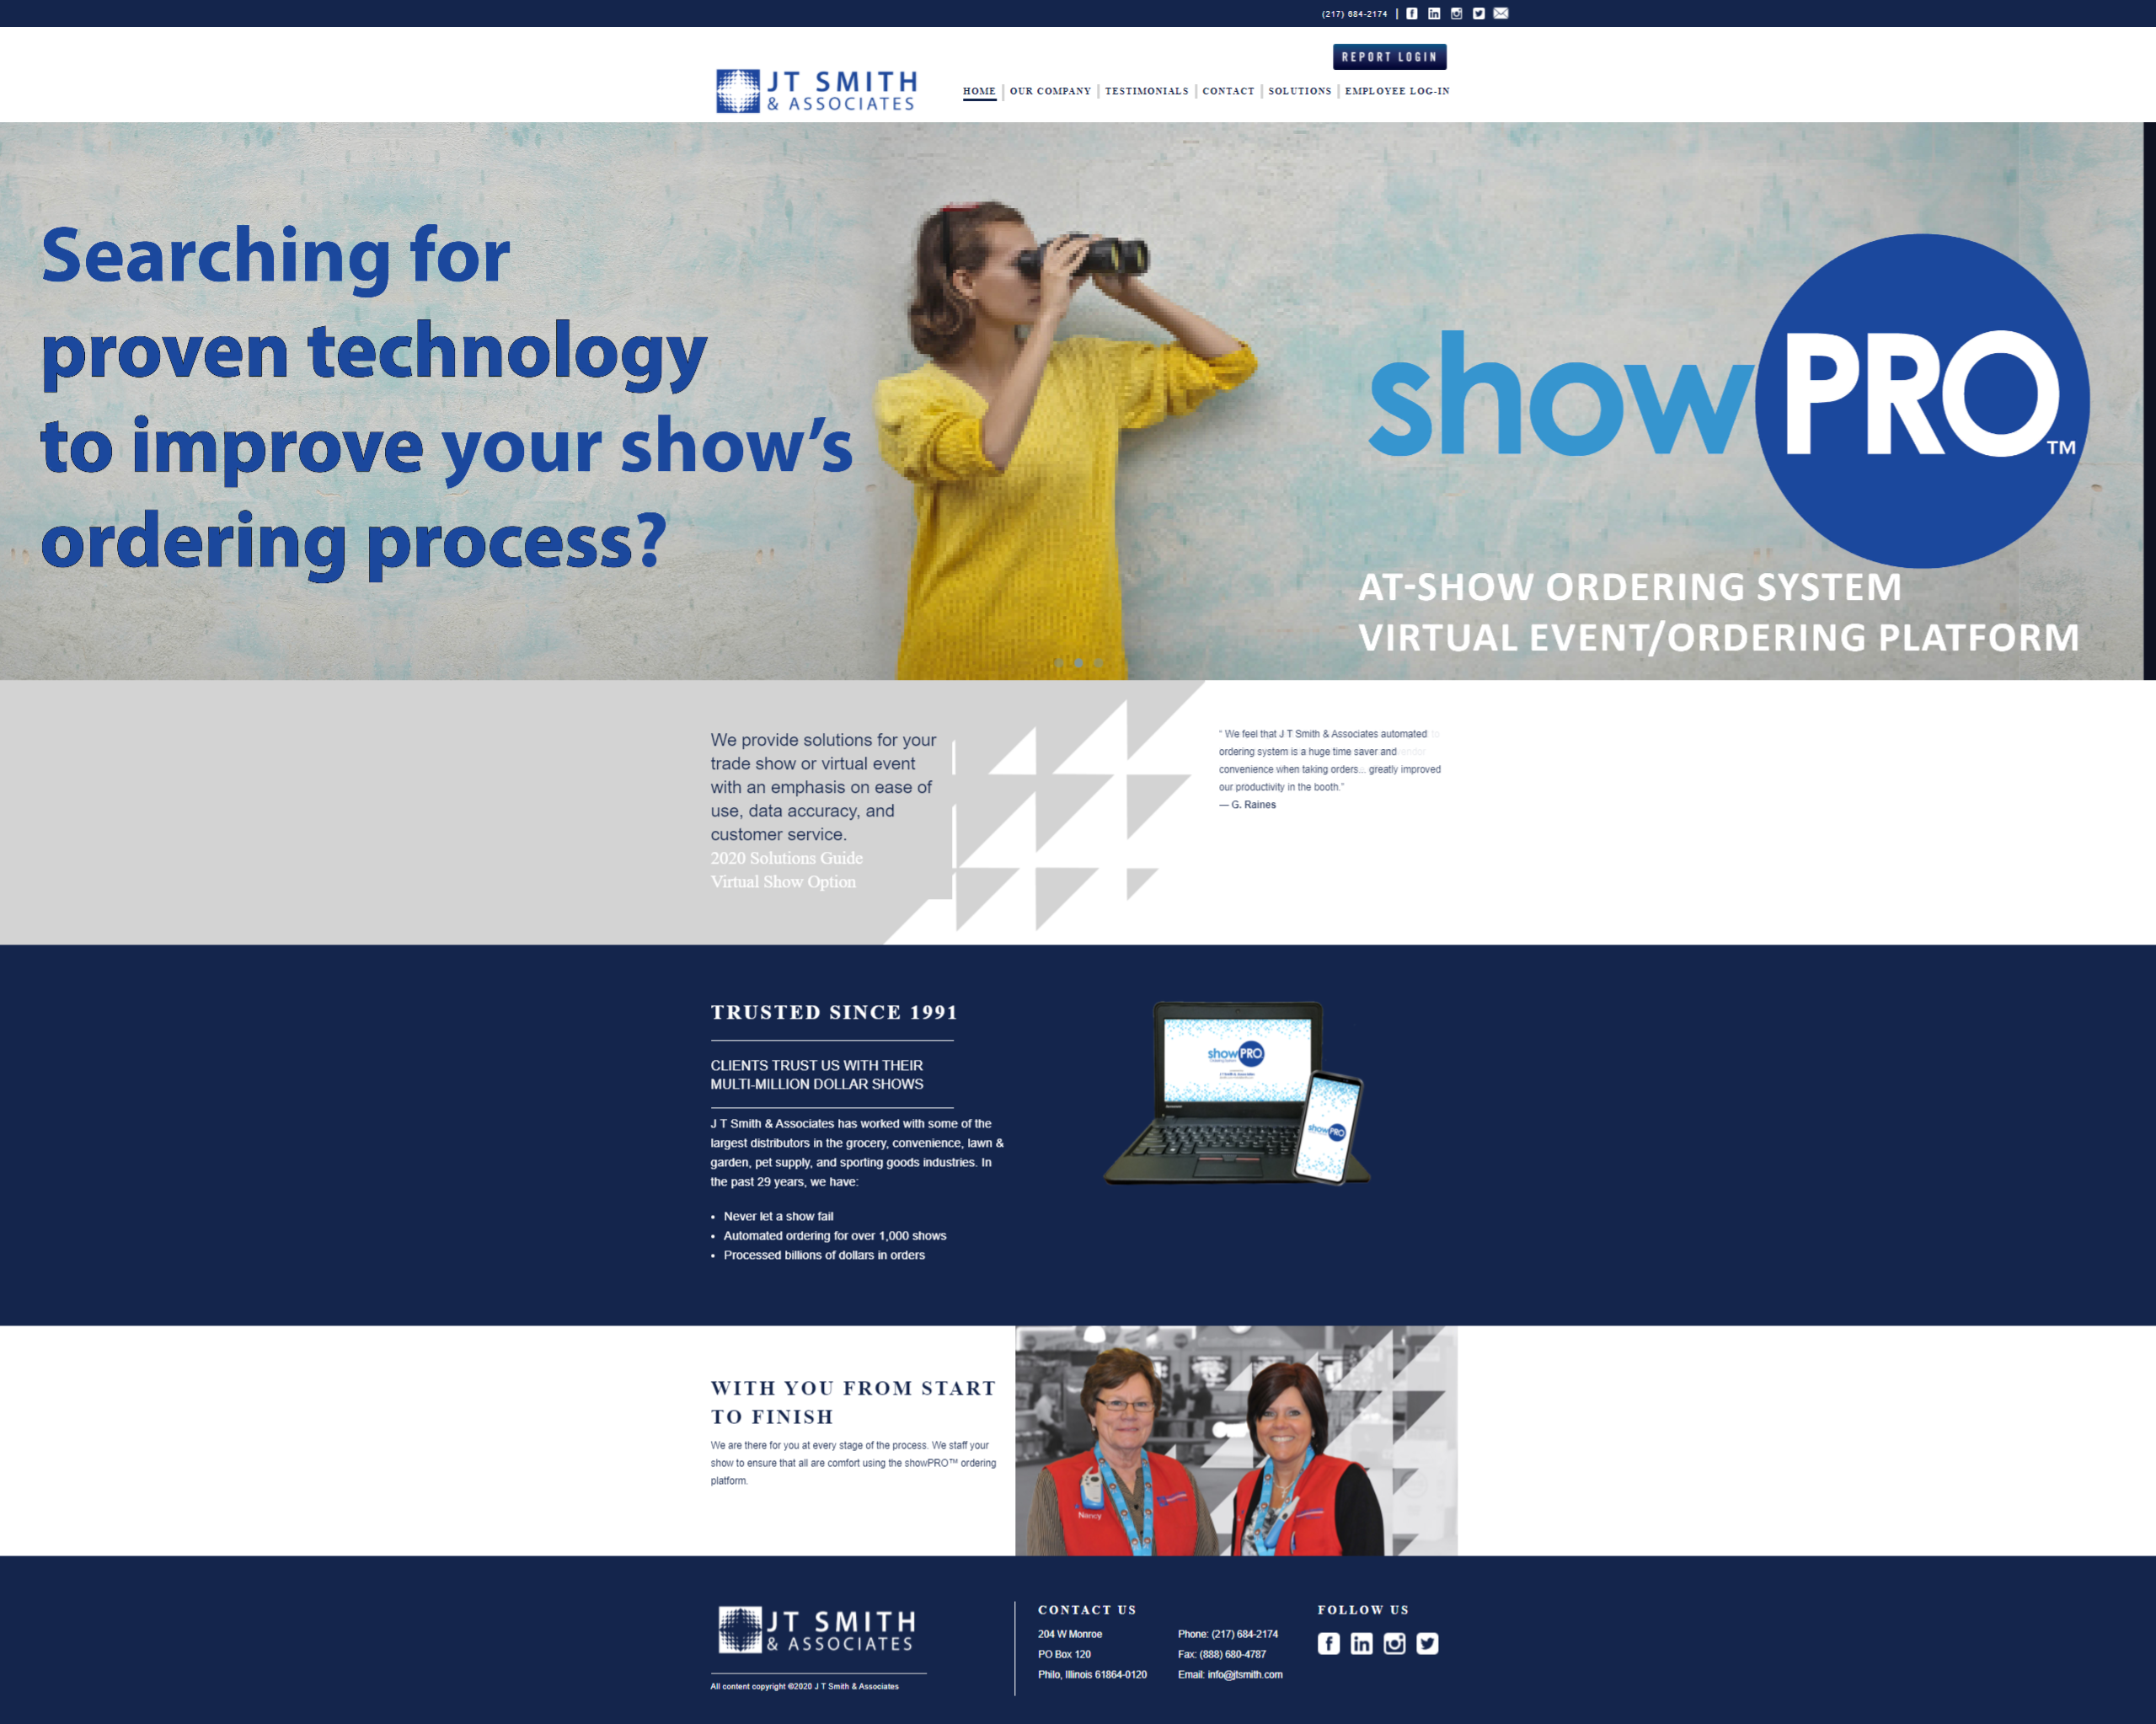 (217) 684-2174 |
REPORT LOGIN
JT SMITH
& ASSOCIATES
HOME | OUR COMPANY | TESTIMONIALS | CONTACT | SOLUTIONS | EMPLOYEE LOG-IN
Searching for
proven technology
to improve your show's
ordering process?
showPRO™
AT-SHOW ORDERING SYSTEM
VIRTUAL EVENT/ORDERING PLATFORM
We provide solutions for your
trade show or virtual event
with an emphasis on ease of
use, data accuracy, and
customer service.
2020 Solutions Guide
Virtual Show Option
" We feel that J T Smith & Associates automated
ordering system is a huge time saver and vendor
convenience when taking orders... greatly improved
our productivity in the booth."
— G. Raines
TRUSTED SINCE 1991
CLIENTS TRUST US WITH THEIR
MULTI-MILLION DOLLAR SHOWS
J T Smith & Associates has worked with some of the
largest distributors in the grocery, convenience, lawn &
garden, pet supply, and sporting goods industries. In
the past 29 years, we have:
• Never let a show fail
• Automated ordering for over 1,000 shows
• Processed billions of dollars in orders
showPRO
showPRO
WITH YOU FROM START
TO FINISH
We are there for you at every stage of the process. We staff your
show to ensure that all are comfort using the showPRO™ ordering
platform.
Nancy
JT SMITH
& ASSOCIATES
All content copyright ©2020 J T Smith & Associates
CONTACT US
204 W Monroe
PO Box 120
Philo, Illinois 61864-0120
Phone: (217) 684-2174
Fax: (888) 680-4787
Email: info@jtsmith.com
FOLLOW US